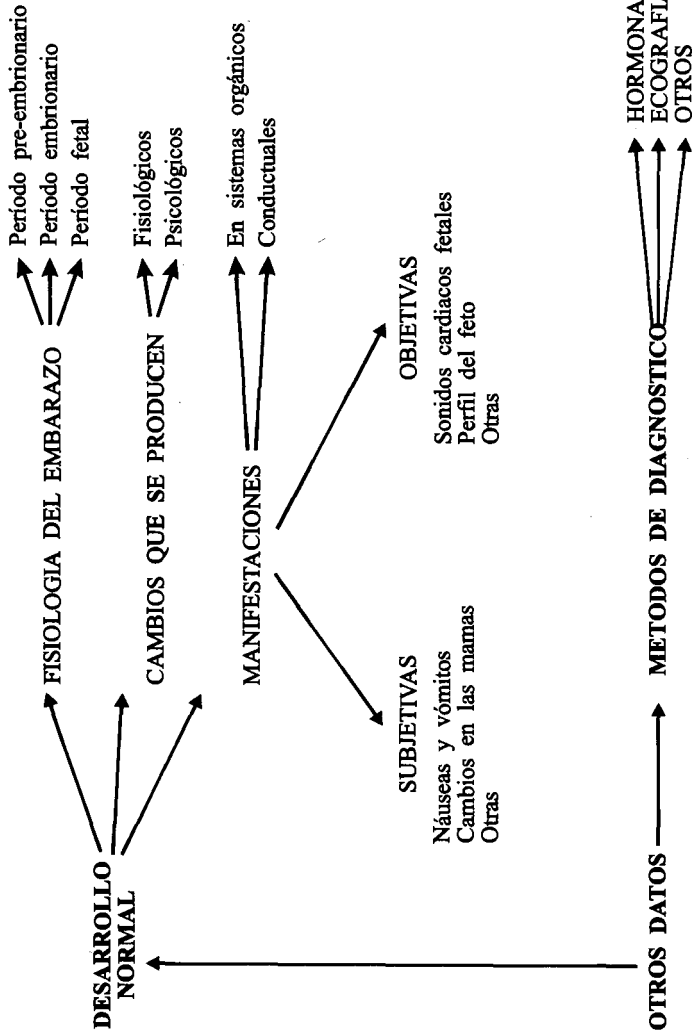 DESARROLLO
NORMAL
FISIOLOGIA DEL EMBARAZO
Período pre-embrionario
Período embrionario
Período fetal
CAMBIOS QUE SE PRODUCEN
Fisiológicos
Psicológicos
MANIFESTACIONES
En sistemas orgánicos
Conductuales
SUBJETIVAS
Náuseas y vómitos
Cambios en las mamas
Otras
OBJETIVAS
Sonidos cardiacos fetales
Perfil del feto
Otras
OTROS DATOS
METODOS DE DIAGNOSTICO
HORMONA
ECOGRAFI
OTROS